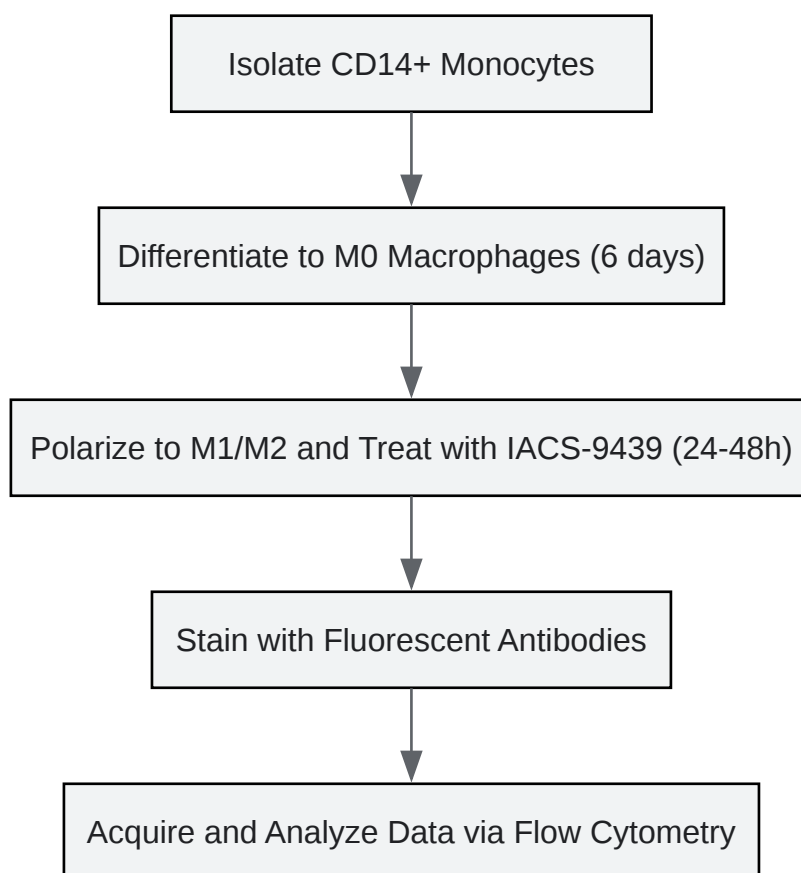 Isolate CD14+ Monocytes
Differentiate to M0 Macrophages (6 days)
Polarize to M1/M2 and Treat with IACS-9439 (24-48h)
Stain with Fluorescent Antibodies
Acquire and Analyze Data via Flow Cytometry